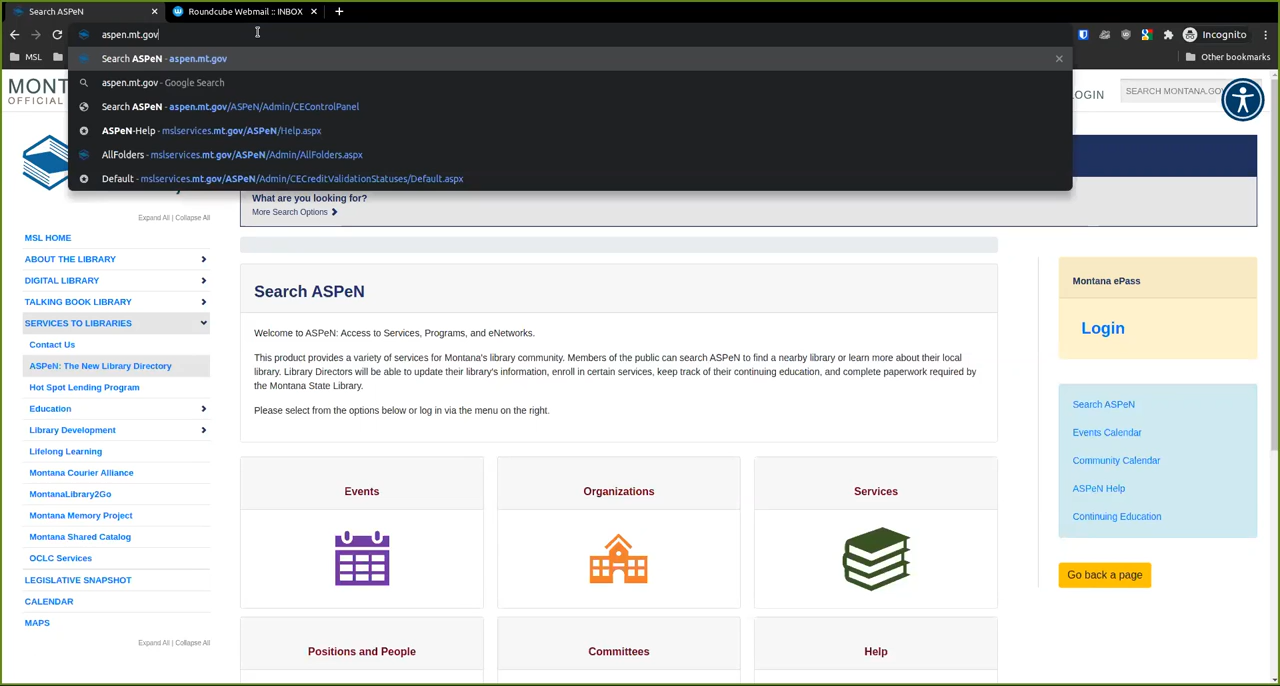 Search ASPeN
Roundcube Webmail :: INBOX
aspen.mt.gov
Incognito
MSL
Other bookmarks
Search ASPeN - aspen.mt.gov
aspen.mt.gov - Google Search
Search ASPeN - aspen.mt.gov/ASPeN/Admin/CEControlPanel
ASPeN-Help - mslservices.mt.gov/ASPeN/Help.aspx
AllFolders - mslservices.mt.gov/ASPeN/Admin/AllFolders.aspx
Default - mslservices.mt.gov/ASPeN/Admin/CECreditValidationStatuses/Default.aspx
MONT
OFFICIAL
LOGIN
SEARCH MONTANA.GO
What are you looking for?
More Search Options
Expand All | Collapse All
MSL HOME
ABOUT THE LIBRARY
DIGITAL LIBRARY
TALKING BOOK LIBRARY
SERVICES TO LIBRARIES
Contact Us
ASPeN: The New Library Directory
Hot Spot Lending Program
Education
Library Development
Lifelong Learning
Montana Courier Alliance
MontanaLibrary2Go
Montana Memory Project
Montana Shared Catalog
OCLC Services
LEGISLATIVE SNAPSHOT
CALENDAR
MAPS
Expand All | Collapse All
Search ASPeN
Welcome to ASPeN: Access to Services, Programs, and eNetworks.
This product provides a variety of services for Montana's library community. Members of the public can search ASPeN to find a nearby library or learn more about their local
library. Library Directors will be able to update their library's information, enroll in certain services, keep track of their continuing education, and complete paperwork required by
the Montana State Library.
Please select from the options below or log in via the menu on the right.
Events
Organizations
Services
Positions and People
Committees
Help
Montana ePass
Login
Search ASPeN
Events Calendar
Community Calendar
ASPeN Help
Continuing Education
Go back a page